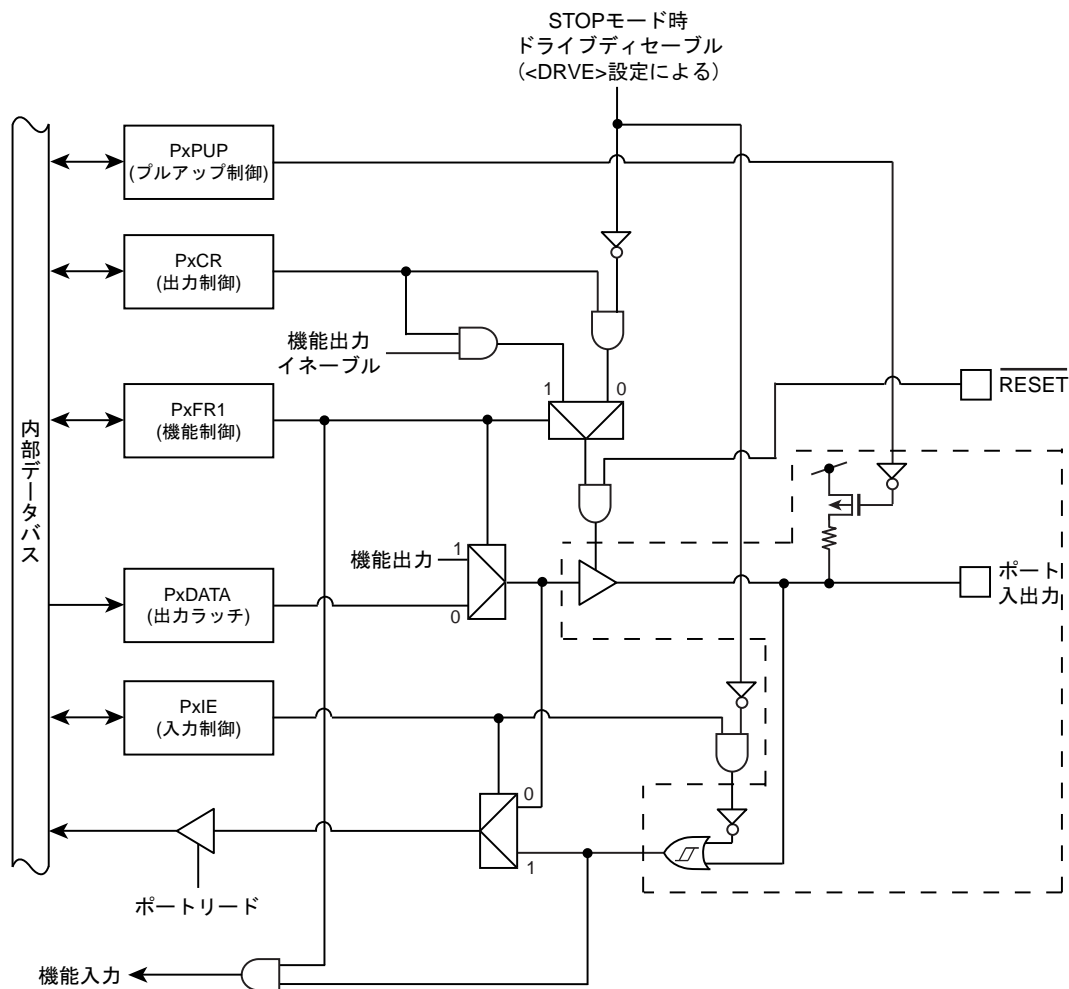 STOPモード時
ドライブディセーブル
(<DRVE>設定による)
PxPUP
(プルアップ制御)
PxCR
(出力制御)
機能出力
イネーブル
1
0
RESET
PxFR1
(機能制御)
内部データバス
機能出力
1
0
PxDATA
(出力ラッチ)
ポート
入出力
PxIE
(入力制御)
0
1
ポートリード
機能入力